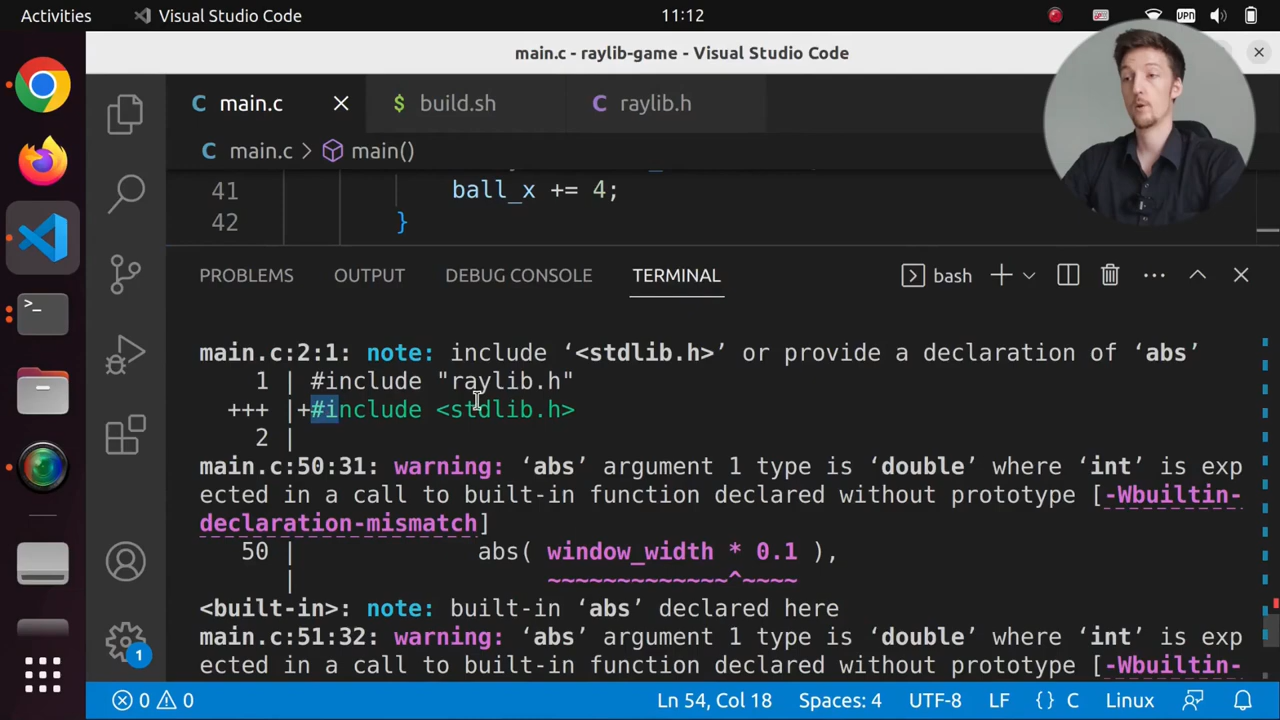 Activities
Visual Studio Code
11:12
VPN
main.c - raylib-game - Visual Studio Code
main.c
$ build.sh
raylib.h
main.c > main()
41 ball_x += 4;
42 }
PROBLEMS OUTPUT DEBUG CONSOLE TERMINAL
bash
main.c:2:1: note: include ‘<stdlib.h>’ or provide a declaration of ‘abs’
1 | #include "raylib.h"
+++ |+#include <stdlib.h>
2 |
main.c:50:31: warning: ‘abs’ argument 1 type is ‘double’ where ‘int’ is exp
ected in a call to built-in function declared without prototype [-Wbuiltin-
declaration-mismatch]
50 | abs( window_width * 0.1 ),
| ~~~~~~~~~~~~~^~~~~
<built-in>: note: built-in ‘abs’ declared here
main.c:51:32: warning: ‘abs’ argument 1 type is ‘double’ where ‘int’ is exp
ected in a call to built-in function declared without prototype [-Wbuiltin-
1
0 0
Ln 54, Col 18
Spaces: 4
UTF-8
LF
{ } C
Linux